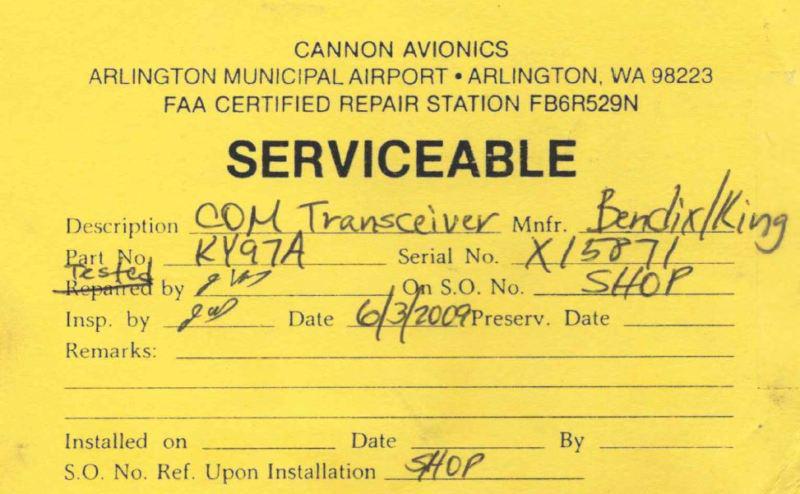 CANNON AVIONICS
ARLINGTON MUNICIPAL AIRPORT • ARLINGTON, WA 98223
FAA CERTIFIED REPAIR STATION FB6R529N
SERVICEABLE
Description COM Transceiver Mnfr. Bendix/King
Part No. KY97A Serial No. X15871
Tested
Repaired by On S.O. No. SHOP
Insp. by Date 6/3/2009 Preserv. Date
Remarks:
Installed on Date By
S.O. No. Ref. Upon Installation SHOP